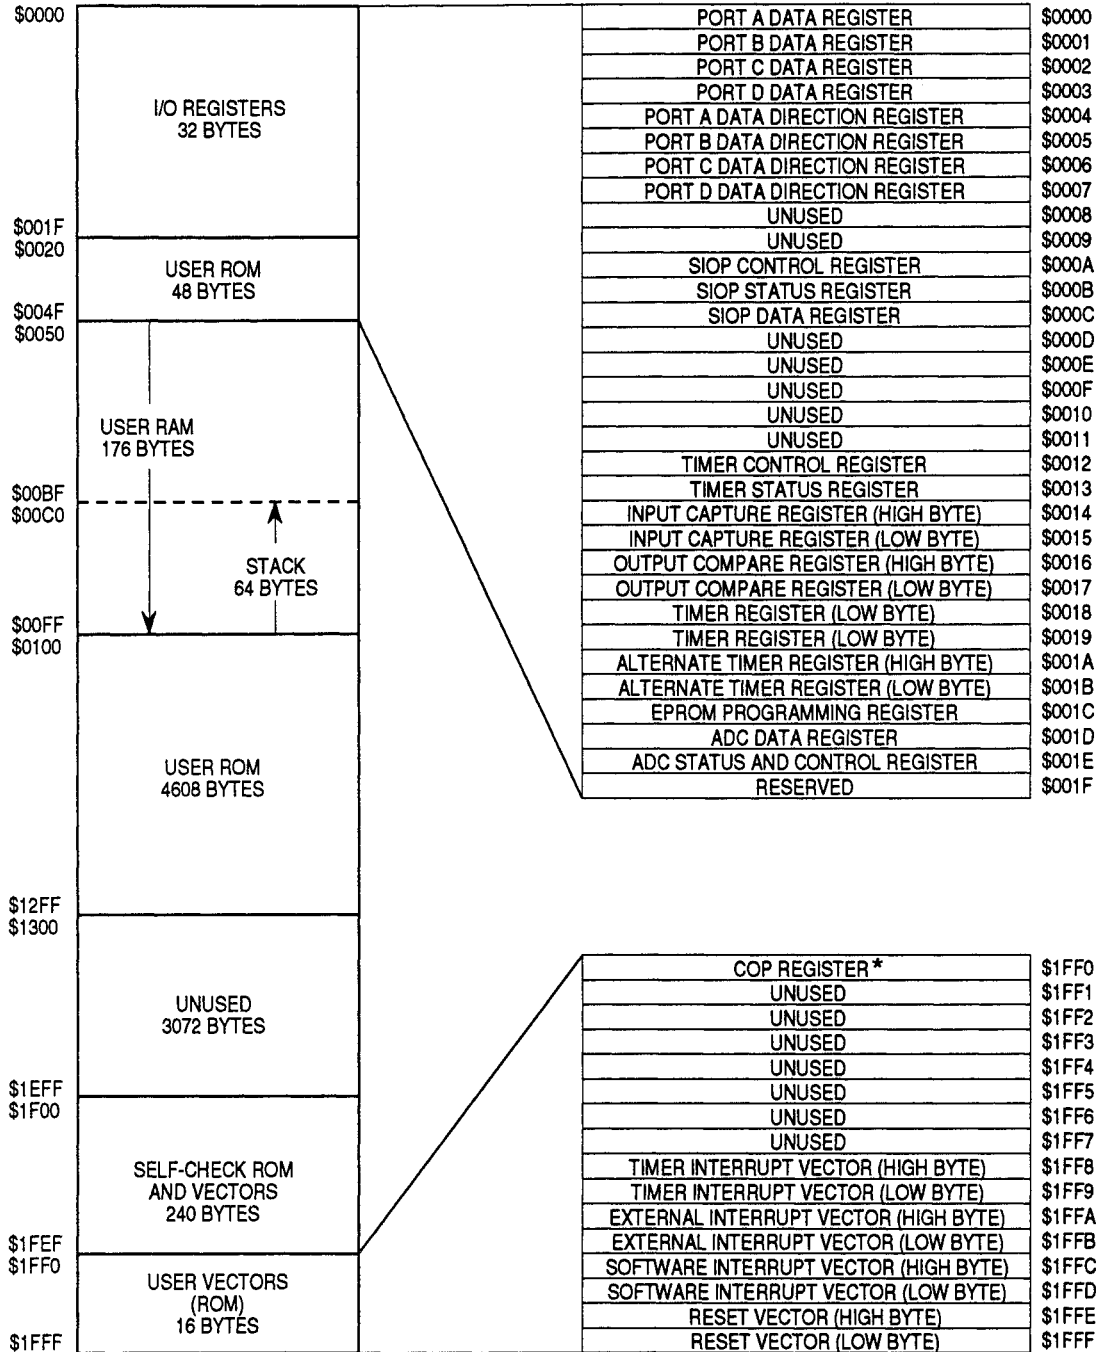 $0000
I/O REGISTERS
32 BYTES
$001F
$0020
USER ROM
48 BYTES
$004F
$0050
USER RAM
176 BYTES
$00BF
$00C0
STACK
64 BYTES
$00FF
$0100
USER ROM
4608 BYTES
$12FF
$1300
UNUSED
3072 BYTES
$1EFF
$1F00
SELF-CHECK ROM
AND VECTORS
240 BYTES
$1FEF
$1FF0
USER VECTORS
(ROM)
16 BYTES
$1FFF
PORT A DATA REGISTER $0000
PORT B DATA REGISTER $0001
PORT C DATA REGISTER $0002
PORT D DATA REGISTER $0003
PORT A DATA DIRECTION REGISTER $0004
PORT B DATA DIRECTION REGISTER $0005
PORT C DATA DIRECTION REGISTER $0006
PORT D DATA DIRECTION REGISTER $0007
UNUSED $0008
UNUSED $0009
SIOP CONTROL REGISTER $000A
SIOP STATUS REGISTER $000B
SIOP DATA REGISTER $000C
UNUSED $000D
UNUSED $000E
UNUSED $000F
UNUSED $0010
UNUSED $0011
TIMER CONTROL REGISTER $0012
TIMER STATUS REGISTER $0013
INPUT CAPTURE REGISTER (HIGH BYTE) $0014
INPUT CAPTURE REGISTER (LOW BYTE) $0015
OUTPUT COMPARE REGISTER (HIGH BYTE) $0016
OUTPUT COMPARE REGISTER (LOW BYTE) $0017
TIMER REGISTER (LOW BYTE) $0018
TIMER REGISTER (LOW BYTE) $0019
ALTERNATE TIMER REGISTER (HIGH BYTE) $001A
ALTERNATE TIMER REGISTER (LOW BYTE) $001B
EPROM PROGRAMMING REGISTER $001C
ADC DATA REGISTER $001D
ADC STATUS AND CONTROL REGISTER $001E
RESERVED $001F
COP REGISTER* $1FF0
UNUSED $1FF1
UNUSED $1FF2
UNUSED $1FF3
UNUSED $1FF4
UNUSED $1FF5
UNUSED $1FF6
UNUSED $1FF7
TIMER INTERRUPT VECTOR (HIGH BYTE) $1FF8
TIMER INTERRUPT VECTOR (LOW BYTE) $1FF9
EXTERNAL INTERRUPT VECTOR (HIGH BYTE) $1FFA
EXTERNAL INTERRUPT VECTOR (LOW BYTE) $1FFB
SOFTWARE INTERRUPT VECTOR (HIGH BYTE) $1FFC
SOFTWARE INTERRUPT VECTOR (LOW BYTE) $1FFD
RESET VECTOR (HIGH BYTE) $1FFE
RESET VECTOR (LOW BYTE) $1FFF